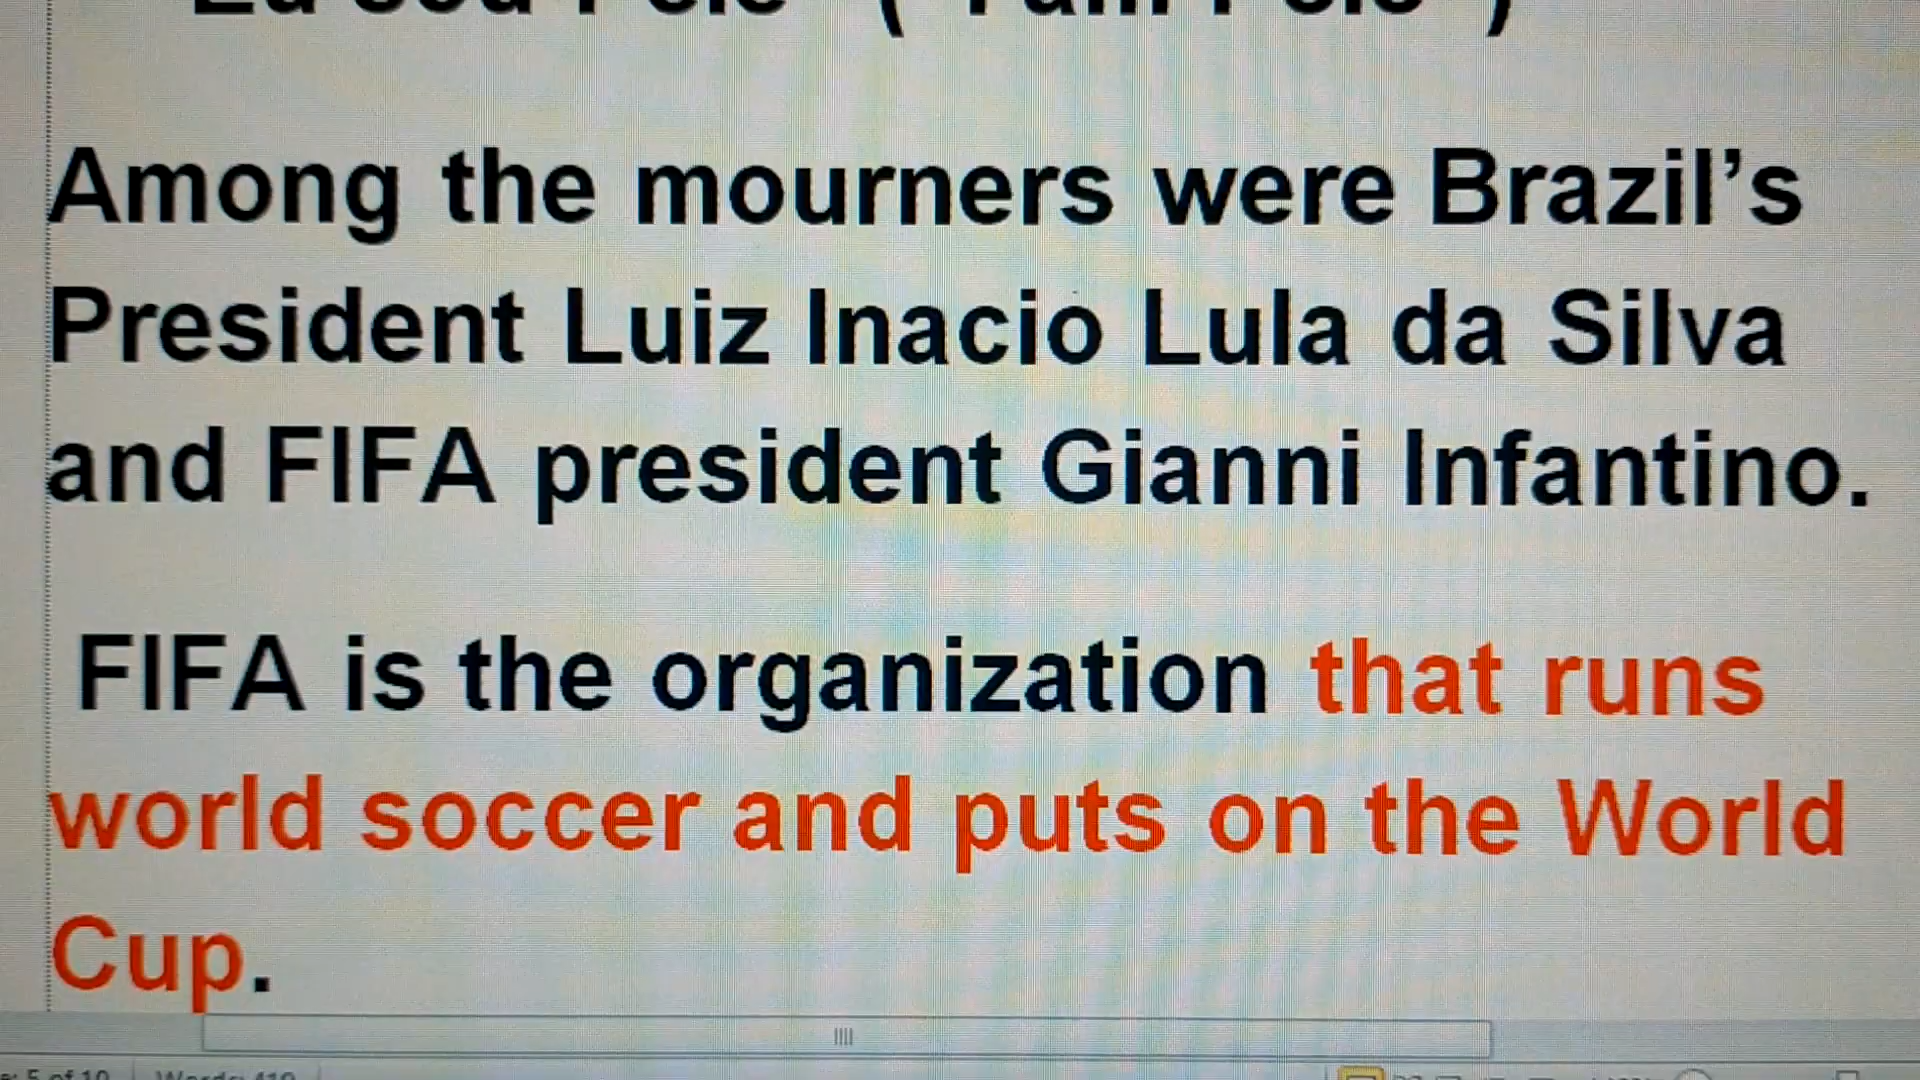 Among the mourners were Brazil’s
President Luiz Inacio Lula da Silva
and FIFA president Gianni Infantino.
FIFA is the organization that runs
world soccer and puts on the World
Cup.